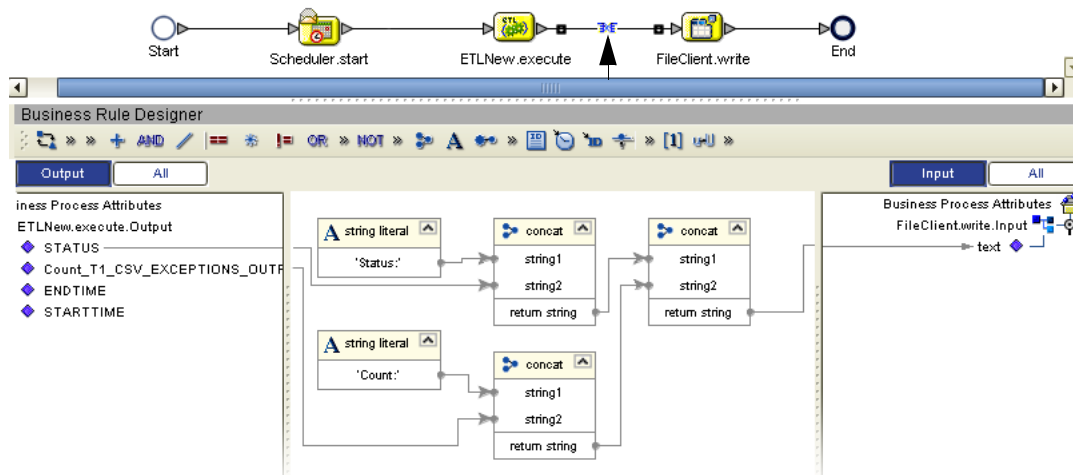 ETL
Start
Scheduler.start
ETLNew.execute
FileClient.write
End
Business Rule Designer
» » AND == != OR » NOT » A » ID ID » [1] »
Output
All
Input
All
iness Process Attributes
ETLNew.execute.Output
STATUS
Count_T1_CSV_EXCEPTIONS_OUTP
ENDTIME
STARTTIME
A string literal
'Status:'
concat
string1
string2
return string
concat
string1
string2
return string
A string literal
'Count:'
concat
string1
string2
return string
Business Process Attributes
FileClient.write.Input
text